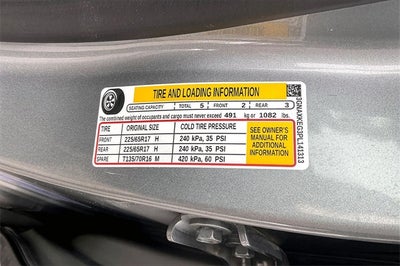 TIRE AND LOADING INFORMATION
SEATING CAPACITY TOTAL 5 FRONT 2 REAR 3
The combined weight of occupants and cargo must never exceed 491 kg or 1082 lbs.
TIRE ORIGINAL SIZE COLD TIRE PRESSURE
FRONT 225/65R17 H 240 kPa, 35 PSI
REAR 225/65R17 H 240 kPa, 35 PSI
SPARE T135/70R16 M 420 kPa, 60 PSI
SEE OWNER'S
MANUAL FOR
ADDITIONAL
INFORMATION
3GNAXKEG3PL141313